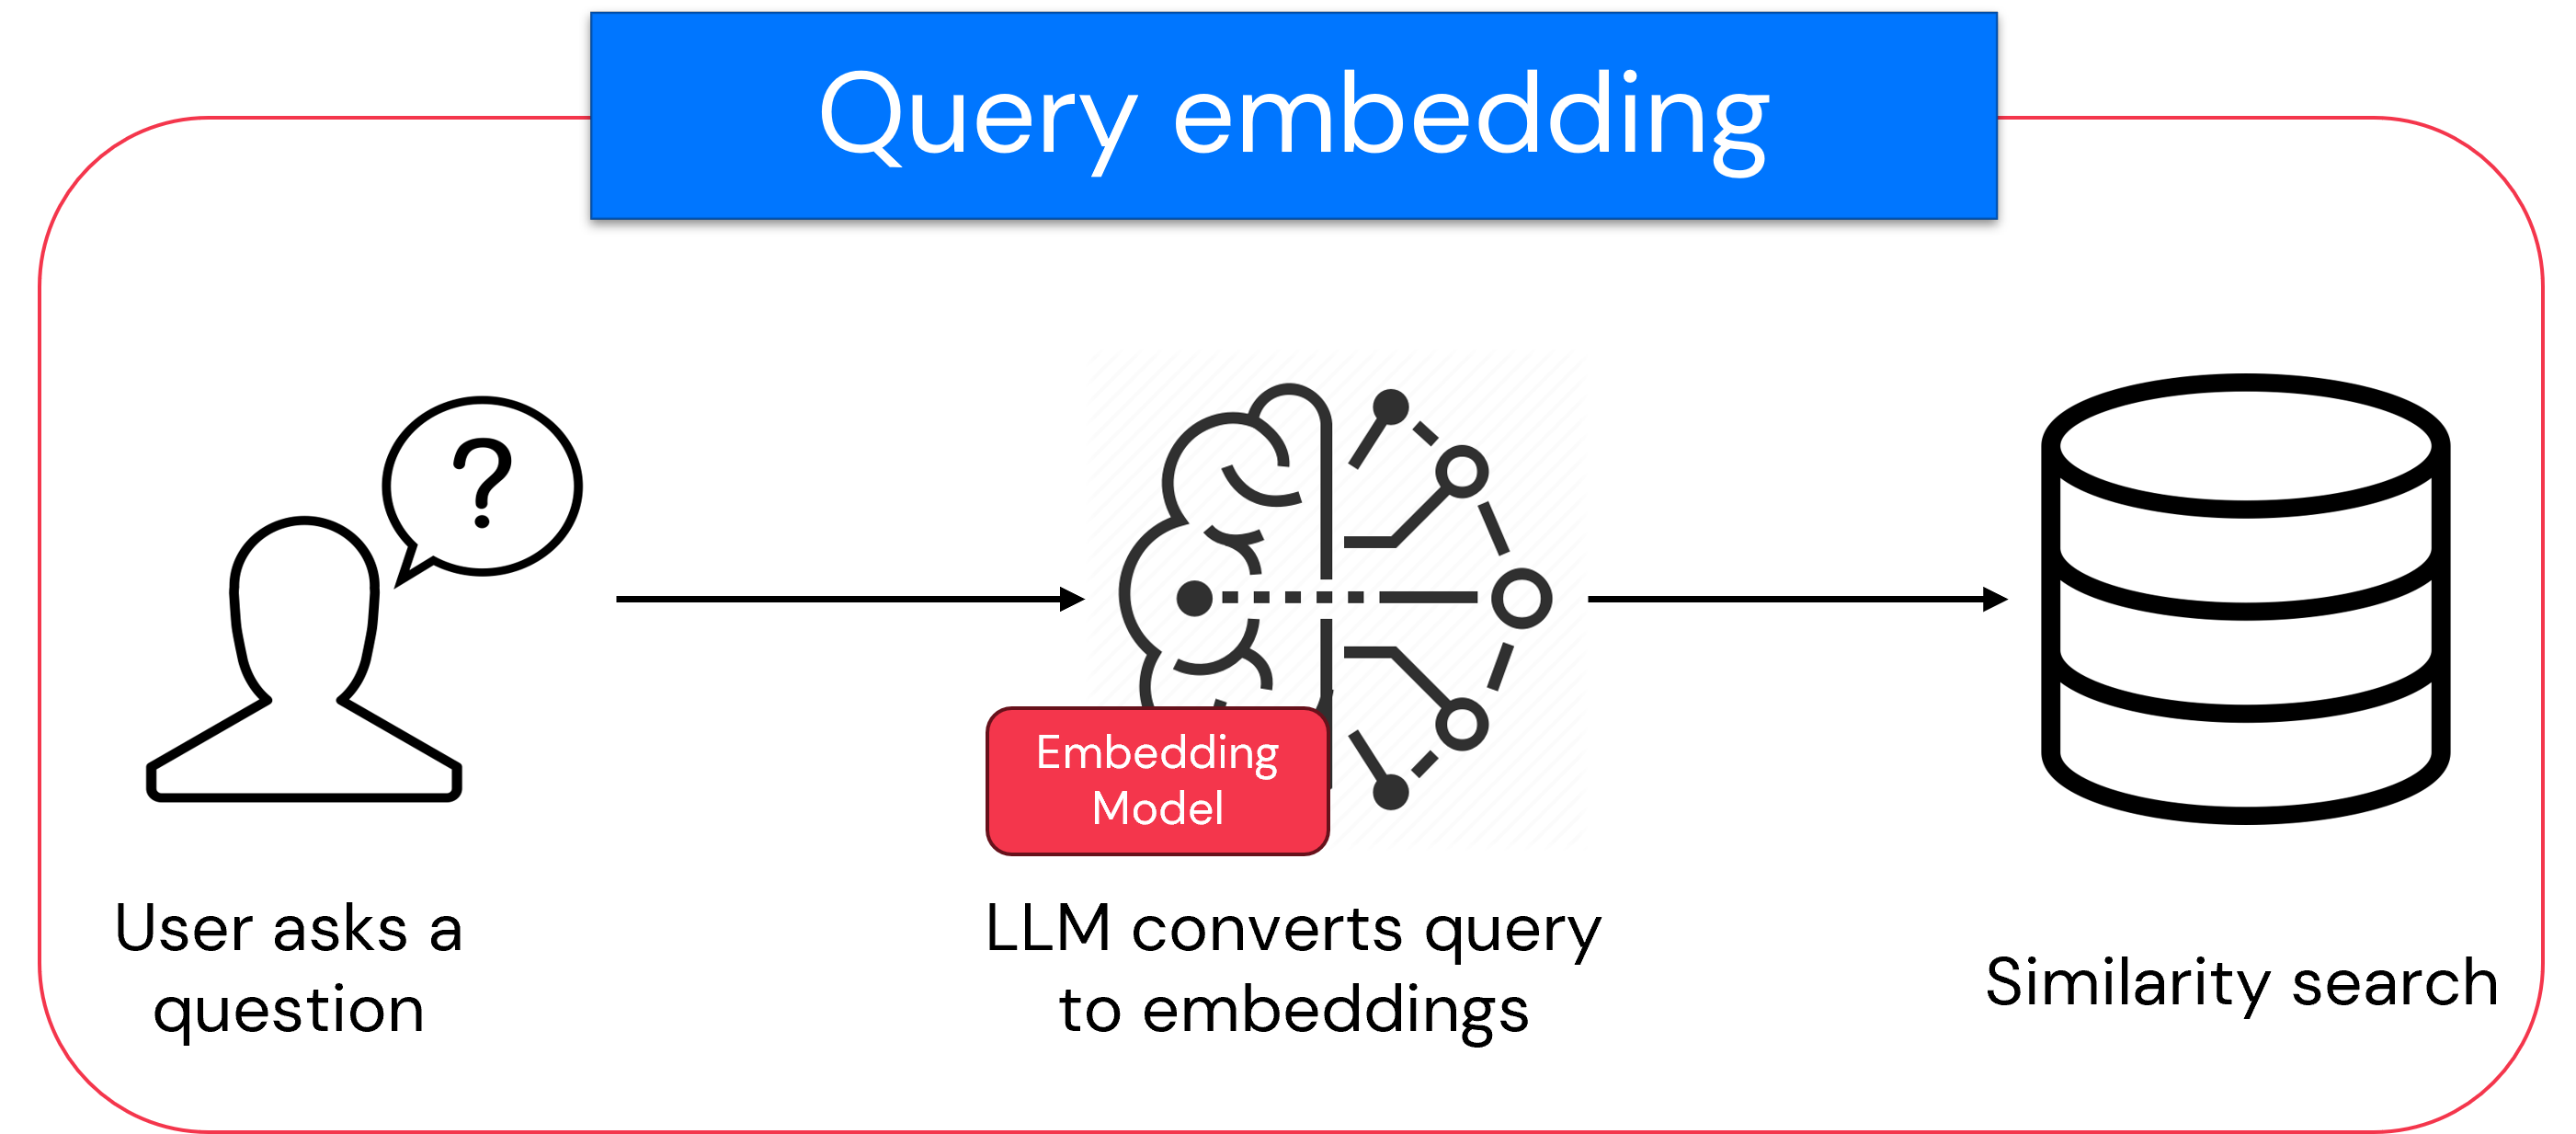 Query embedding
?
Embedding
Model
User asks a
question
LLM converts query
to embeddings
Similarity search